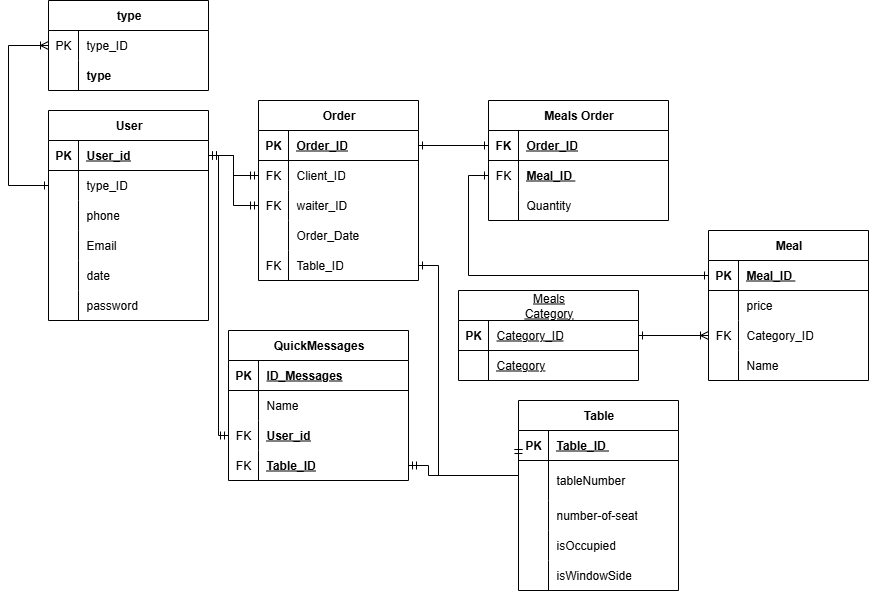 type
PK type_ID
type
User
PK User_id
type_ID
phone
Email
date
password
Order
PK Order_ID
FK Client_ID
FK waiter_ID
Order_Date
FK Table_ID
Meals Order
FK Order_ID
FK Meal_ID
Quantity
Meal
PK Meal_ID
price
FK Category_ID
Name
Meals
Category
PK Category_ID
Category
QuickMessages
PK ID_Messages
Name
FK User_id
FK Table_ID
Table
PK Table_ID
tableNumber
number-of-seat
isOccupied
isWindowSide